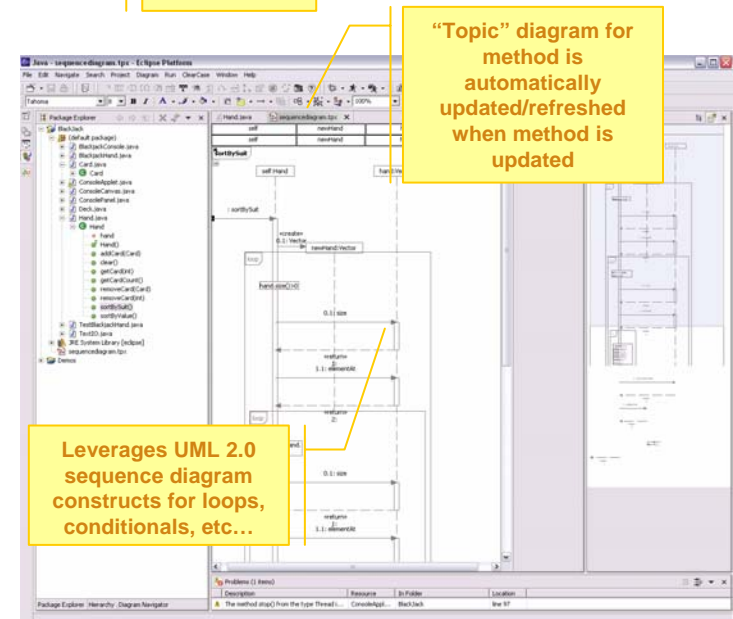 “Topic” diagram for
method is
automatically
updated/refreshed
when method is
updated
Java - sequencediagram.tpx - Eclipse Platform
File Edit Navigate Search Project Diagram Run ClearCase Window Help
Tahoma 100%
Package Explorer
Hand.java sequencediagram.tpx
BlackJack
(default package)
BlackjackConsole.java
BlackjackHand.java
Card.java
Card
ConsoleApplet.java
ConsoleCanvas.java
ConsolePanel.java
Deck.java
Hand.java
Hand
hand
Hand()
addCard(Card)
clear()
getCard(int)
getCardCount()
removeCard(Card)
removeCard(int)
sortBySuit()
sortByValue()
TestBlackjackHand.java
TextIO.java
JRE System Library [eclipse]
sequencediagram.tpx
Demos
self newHand
self newHand
sortBySuit
self:Hand
: sortBySuit
«create»
0.1: Vector
newHand:Vector
loop
hand.size()>0
0.1: size
«return»
1.1: elementAt
«return»
2:
loop
0.1: size
«return»
1.1: elementAt
Leverages UML 2.0
sequence diagram
constructs for loops,
conditionals, etc…
Problems (1 items)
Description Resource In Folder Location
The method stop() from the type Thread i... ConsoleAppl... BlackJack line 97
Package Explorer Hierarchy Diagram Navigator